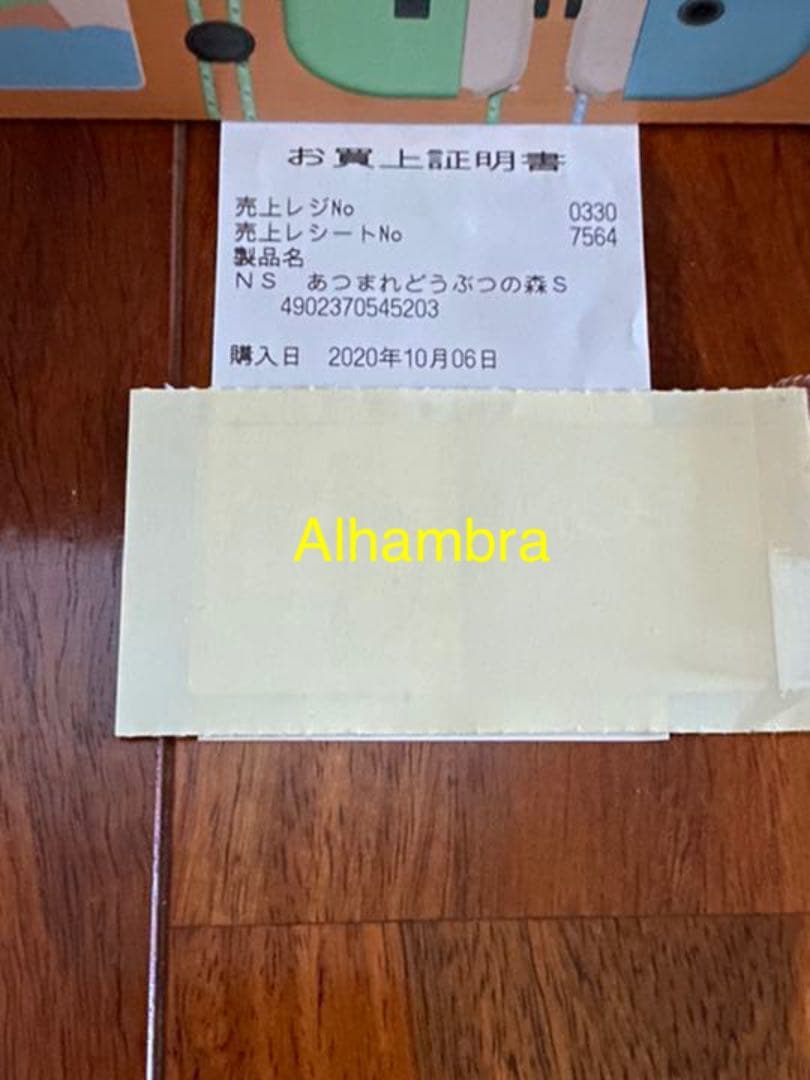 お買上証明書
売上レジNo 0330
売上レシートNo 7564
製品名
ＮＳ　あつまれどうぶつの森Ｓ
4902370545203
購入日　2020年10月06日
Alhambra